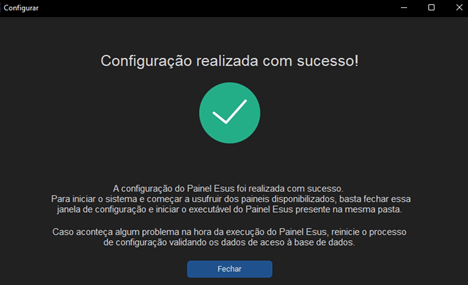 Configurar
Configuração realizada com sucesso!
A configuração do Painel Esus foi realizada com sucesso.
Para iniciar o sistema e começar a usufruir dos paineis disponibilizados, basta fechar essa
janela de configuração e iniciar o executável do Painel Esus presente na mesma pasta.
Caso aconteça algum problema na hora da execução do Painel Esus, reinicie o processo
de configuração validando os dados de aceso à base de dados.
Fechar